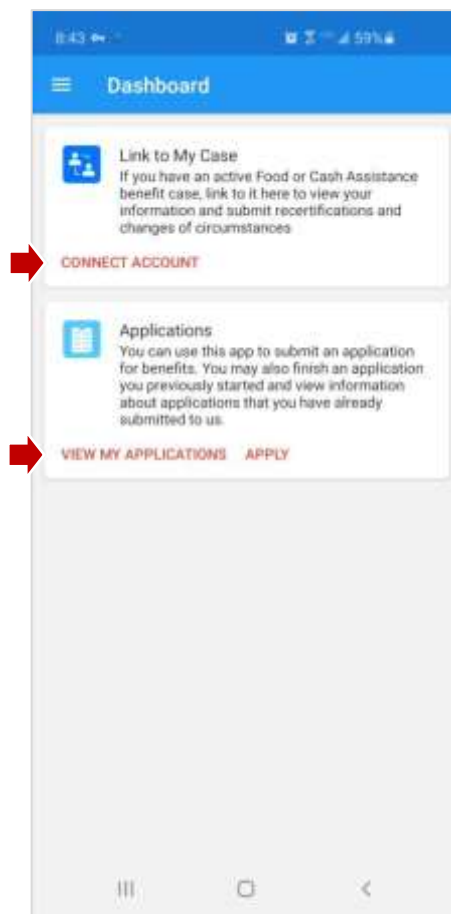 8:43
59%
Dashboard
Link to My Case
If you have an active Food or Cash Assistance
benefit case, link to it here to view your
information and submit recertifications and
changes of circumstances
CONNECT ACCOUNT
Applications
You can use this app to submit an application
for benefits. You may also finish an application
you previously started and view information
about applications that you have already
submitted to us.
VIEW MY APPLICATIONS APPLY